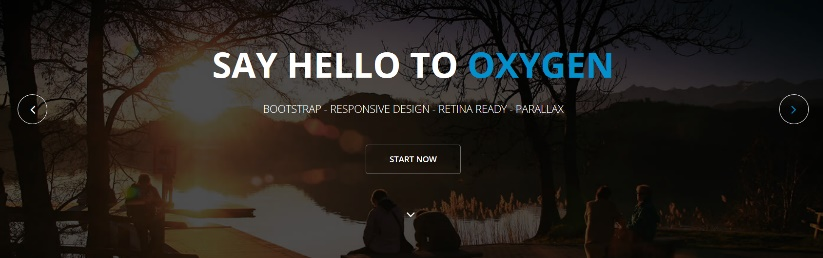 SAY HELLO TO OXYGEN
BOOTSTRAP - RESPONSIVE DESIGN - RETINA READY - PARALLAX
START NOW